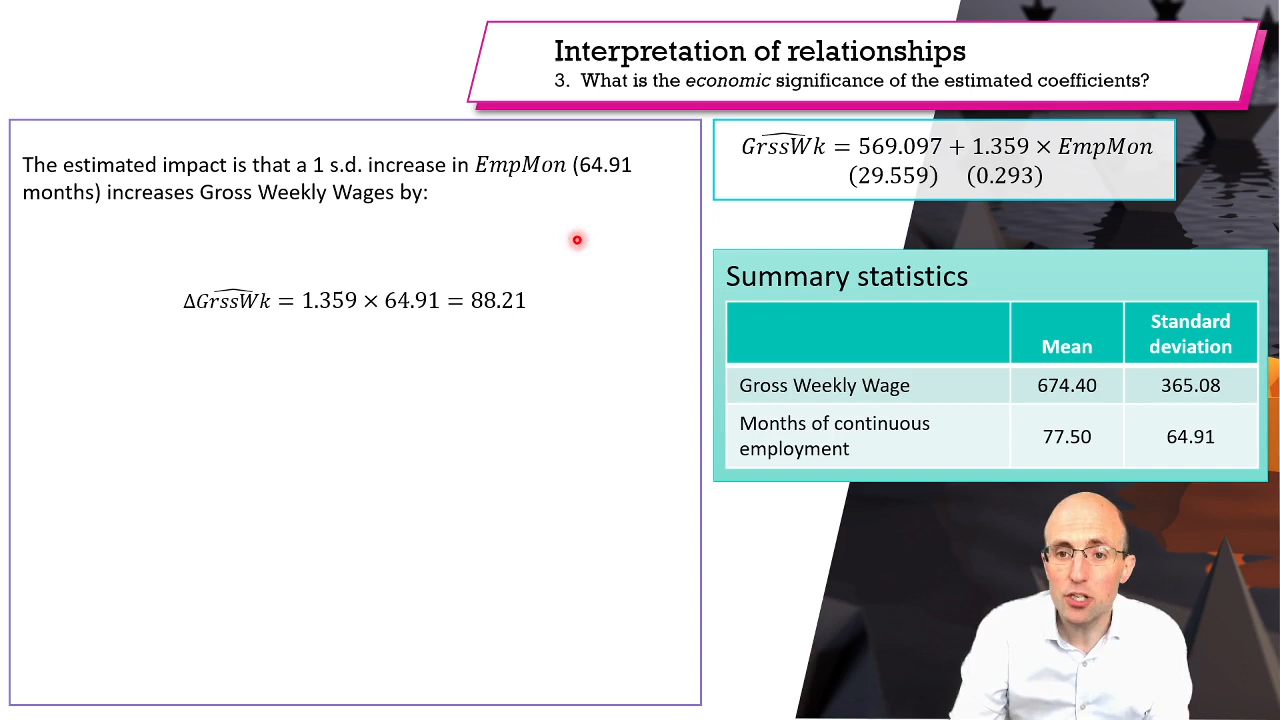 Interpretation of relationships
3. What is the economic significance of the estimated coefficients?
The estimated impact is that a 1 s.d. increase in EmpMon (64.91
months) increases Gross Weekly Wages by:
Δ\widehat{GrssWk} = 1.359 × 64.91 = 88.21
\widehat{GrssWk} = 569.097 + 1.359 × EmpMon
(29.559) (0.293)
Summary statistics
Mean Standard deviation
Gross Weekly Wage 674.40 365.08
Months of continuous employment 77.50 64.91